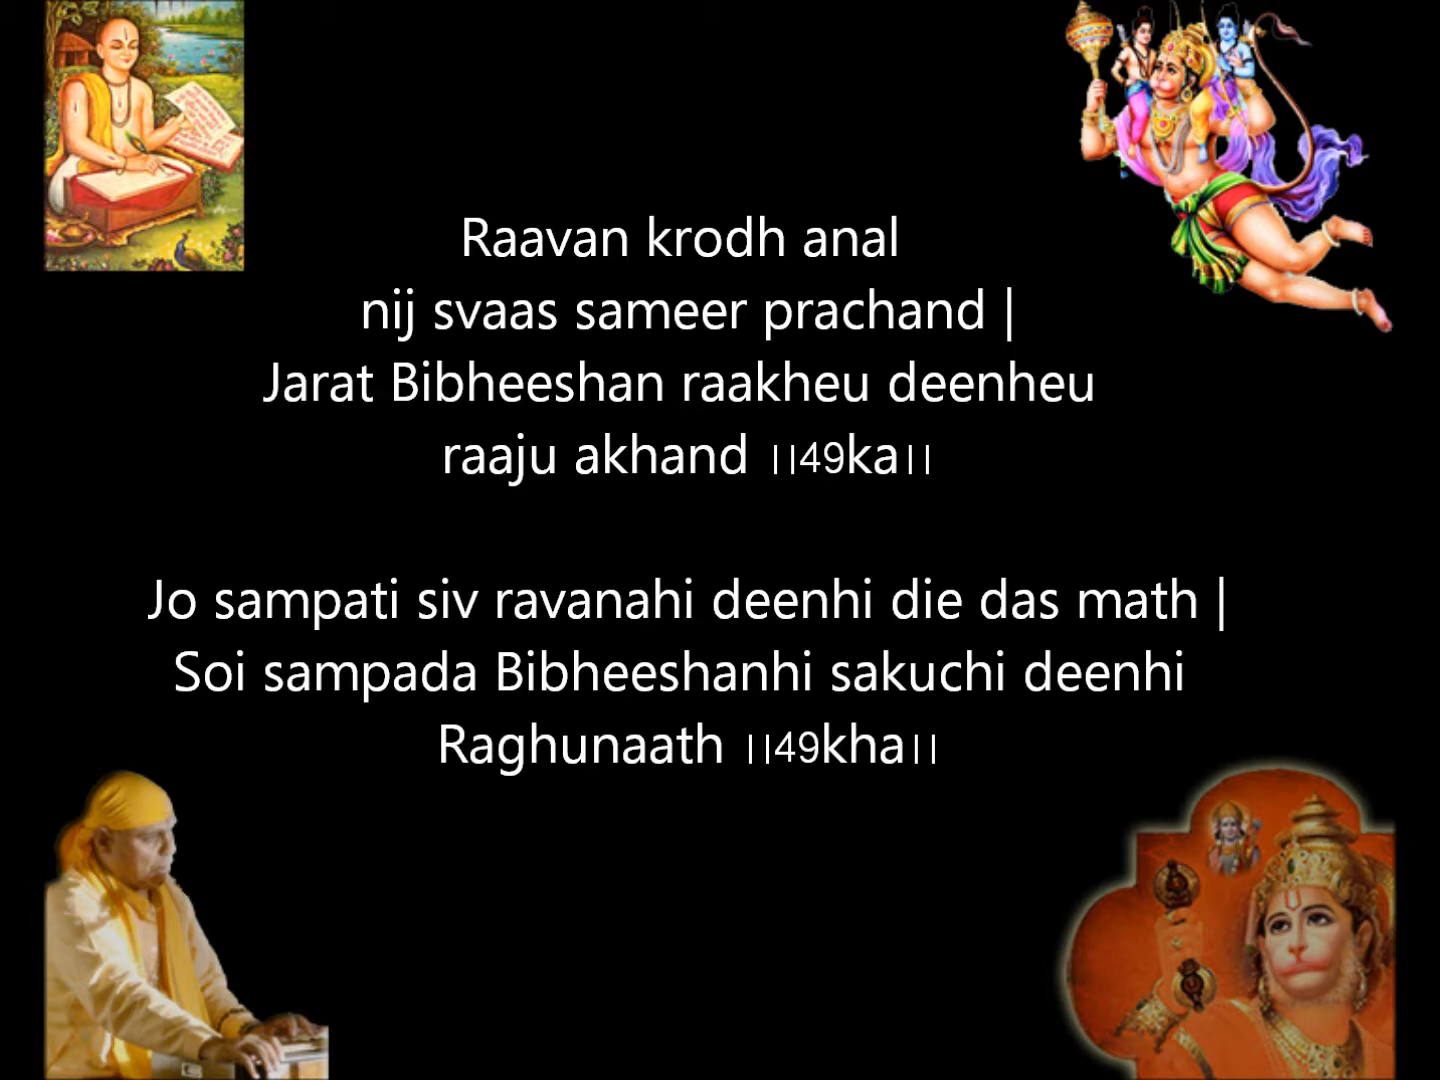 Raavan krodh anal
nij svaas sameer prachand |
Jarat Bibheeshan raakheu deenheu
raaju akhand ।।49ka।।
Jo sampati siv ravanahi deenhi die das math |
Soi sampada Bibheeshanhi sakuchi deenhi
Raghunaath ।।49kha।।